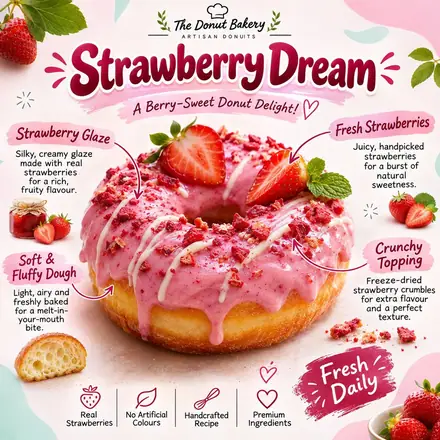 The Donut Bakery
ARTISAN DONUTS
Strawberry Dream
A Berry-Sweet Donut Delight!
Strawberry Glaze
Silky, creamy glaze
made with real
strawberries
for a rich,
fruity flavour.
Fresh Strawberries
Juicy, handpicked
strawberries
for a burst of
natural
sweetness.
Soft &
Fluffy Dough
Light, airy and
freshly baked
for a melt-in-
your-mouth
bite.
Crunchy
Topping
Freeze-dried
strawberry crumbles
for extra flavour
and a perfect
texture.
Fresh
Daily
Real
Strawberries
No Artificial
Colours
Handcrafted
Recipe
Premium
Ingredients